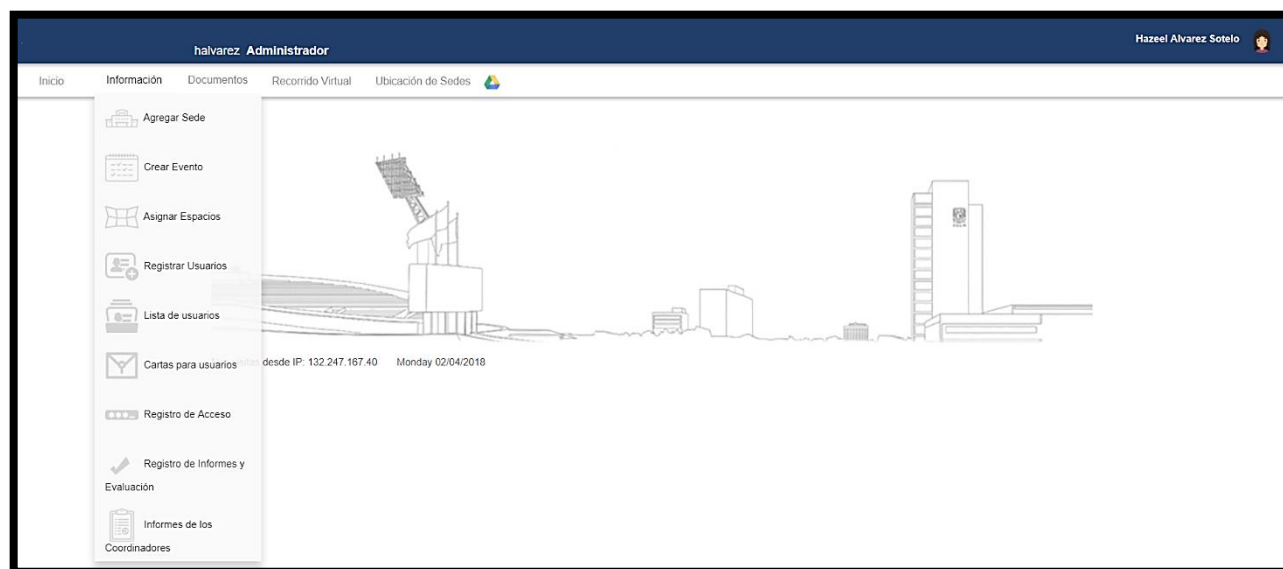 halvarez Administrador
Hazeel Alvarez Sotelo
Inicio
Información
Documentos
Recorrido Virtual
Ubicación de Sedes
Agregar Sede
Crear Evento
Asignar Espacios
Registrar Usuarios
Lista de usuarios
Cartas para usuarios
Registro de Acceso
Registro de Informes y
Evaluación
Informes de los
Coordinadores
desde IP: 132.247.167.40 Monday 02/04/2018